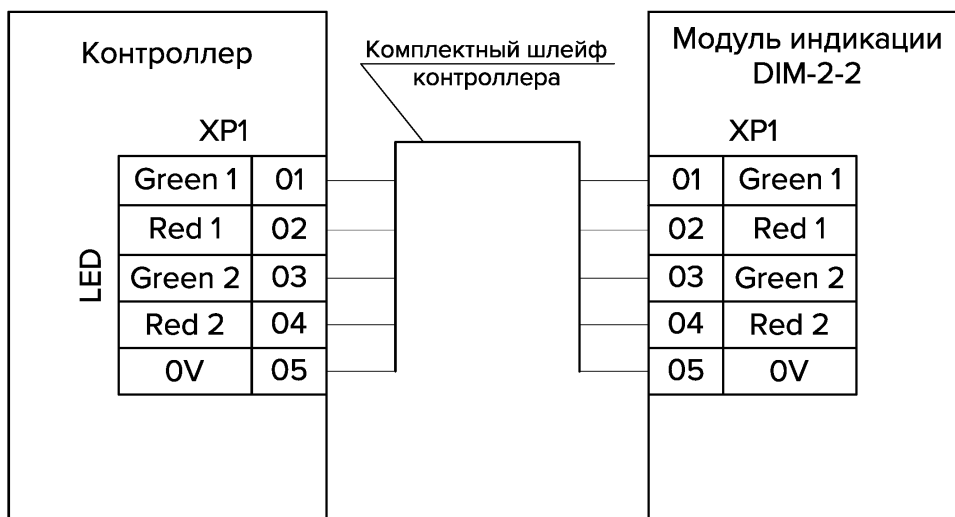 Контроллер
Комплектный шлейф
контроллера
Модуль индикации
DIM-2-2
XP1
LED
Green 1 01
Red 1 02
Green 2 03
Red 2 04
0V 05
XP1
01 Green 1
02 Red 1
03 Green 2
04 Red 2
05 0V